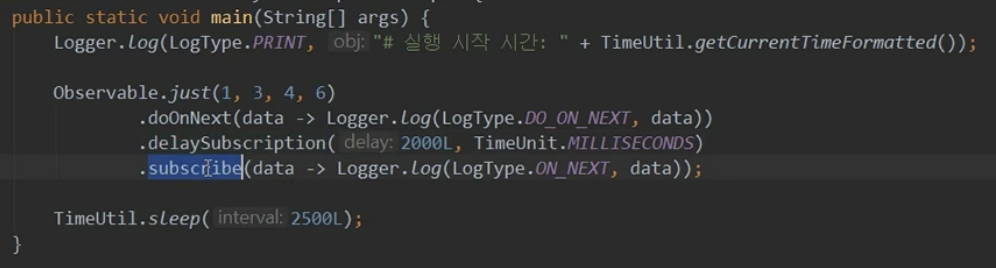 public static void main(String[] args) {
Logger.log(LogType.PRINT, obj: "# 실행 시작 시간: " + TimeUtil.getCurrentTimeFormatted());
Observable.just(1, 3, 4, 6)
.doOnNext(data -> Logger.log(LogType.DO_ON_NEXT, data))
.delaySubscription( delay: 2000L, TimeUnit.MILLISECONDS)
.subscribe(data -> Logger.log(LogType.ON_NEXT, data));
TimeUtil.sleep( interval: 2500L);
}